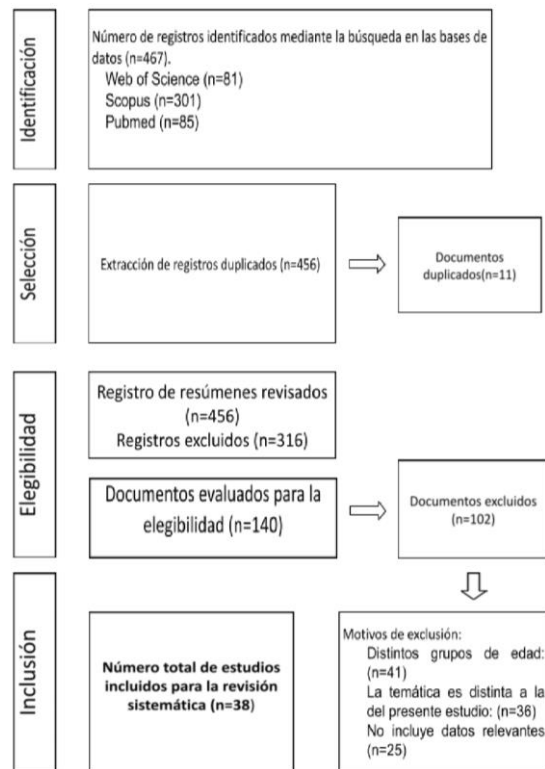 Identificación
Número de registros identificados mediante la búsqueda en las bases de
datos (n=467).
Web of Science (n=81)
Scopus (n=301)
Pubmed (n=85)
Selección
Extracción de registros duplicados (n=456)
Documentos
duplicados(n=11)
Elegibilidad
Registro de resúmenes revisados
(n=456)
Registros excluidos (n=316)
Documentos evaluados para la
elegibilidad (n=140)
Documentos excluidos
(n=102)
Inclusión
Número total de estudios
incluidos para la revisión
sistemática (n=38)
Motivos de exclusión:
Distintos grupos de edad:
(n=41)
La temática es distinta a la
del presente estudio: (n=36)
No incluye datos relevantes
(n=25)